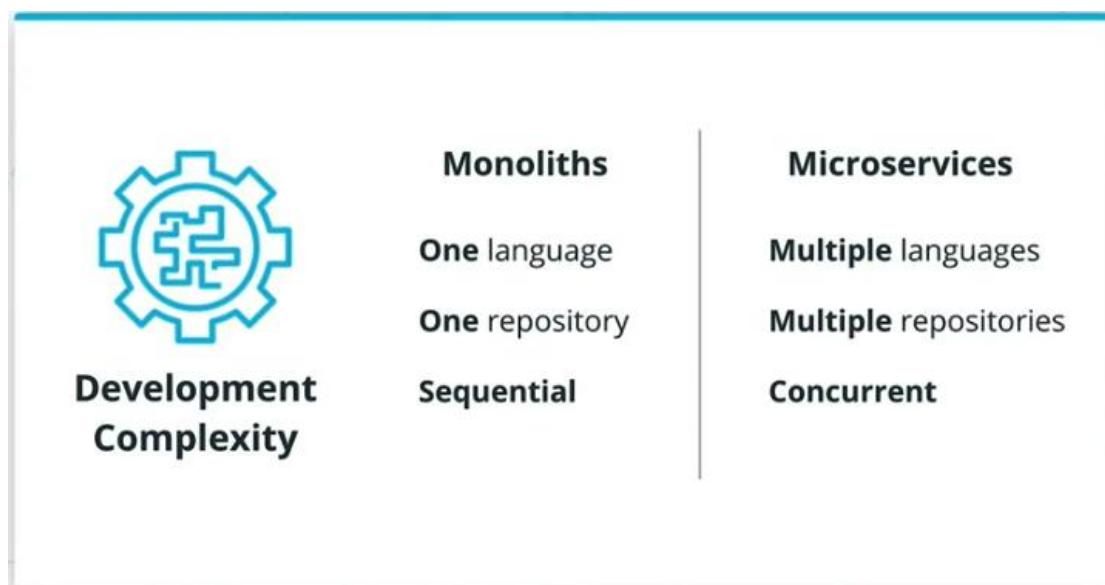 Development
Complexity
Monoliths
One language
One repository
Sequential
Microservices
Multiple languages
Multiple repositories
Concurrent